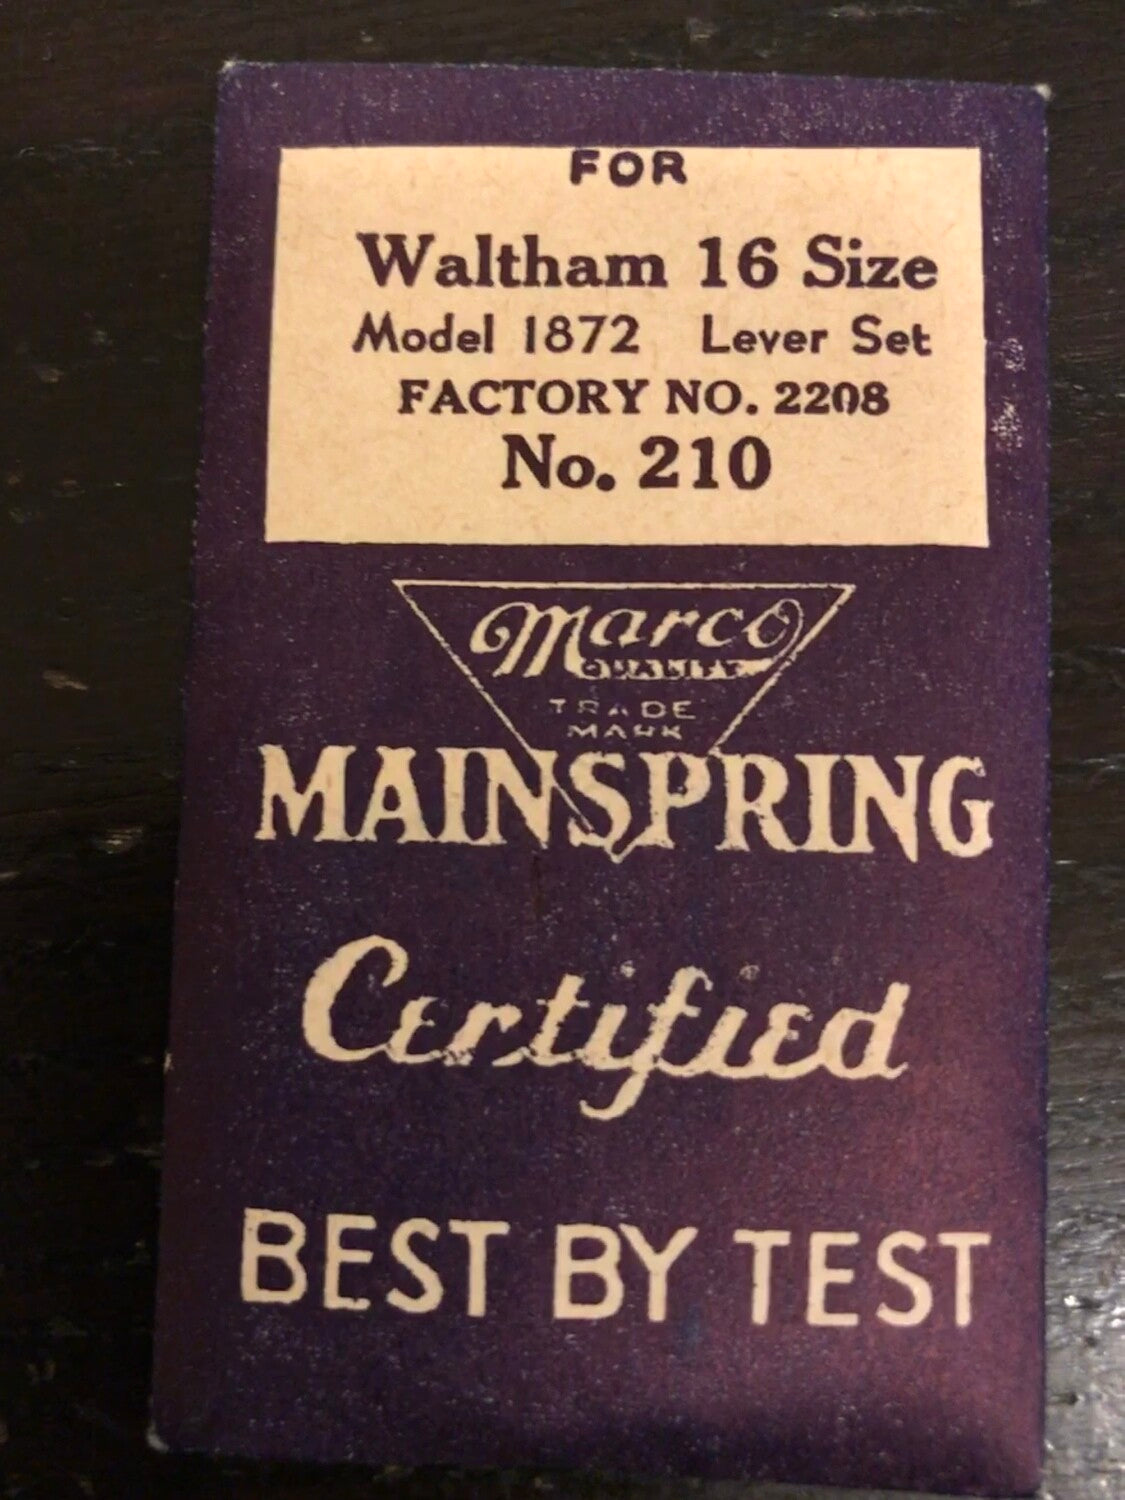 FOR
Waltham 16 Size
Model 1872 Lever Set
FACTORY NO. 2208
No. 210
Marco
QUALITY
TRADE
MARK
MAINSPRING
Certified
BEST BY TEST